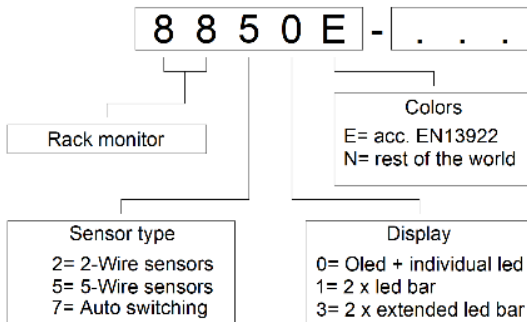 8 8 5 0 E - . . .
Rack monitor
Colors
E= acc. EN13922
N= rest of the world
Sensor type
2= 2-Wire sensors
5= 5-Wire sensors
7= Auto switching
Display
0= Oled + individual led
1= 2 x led bar
3= 2 x extended led bar